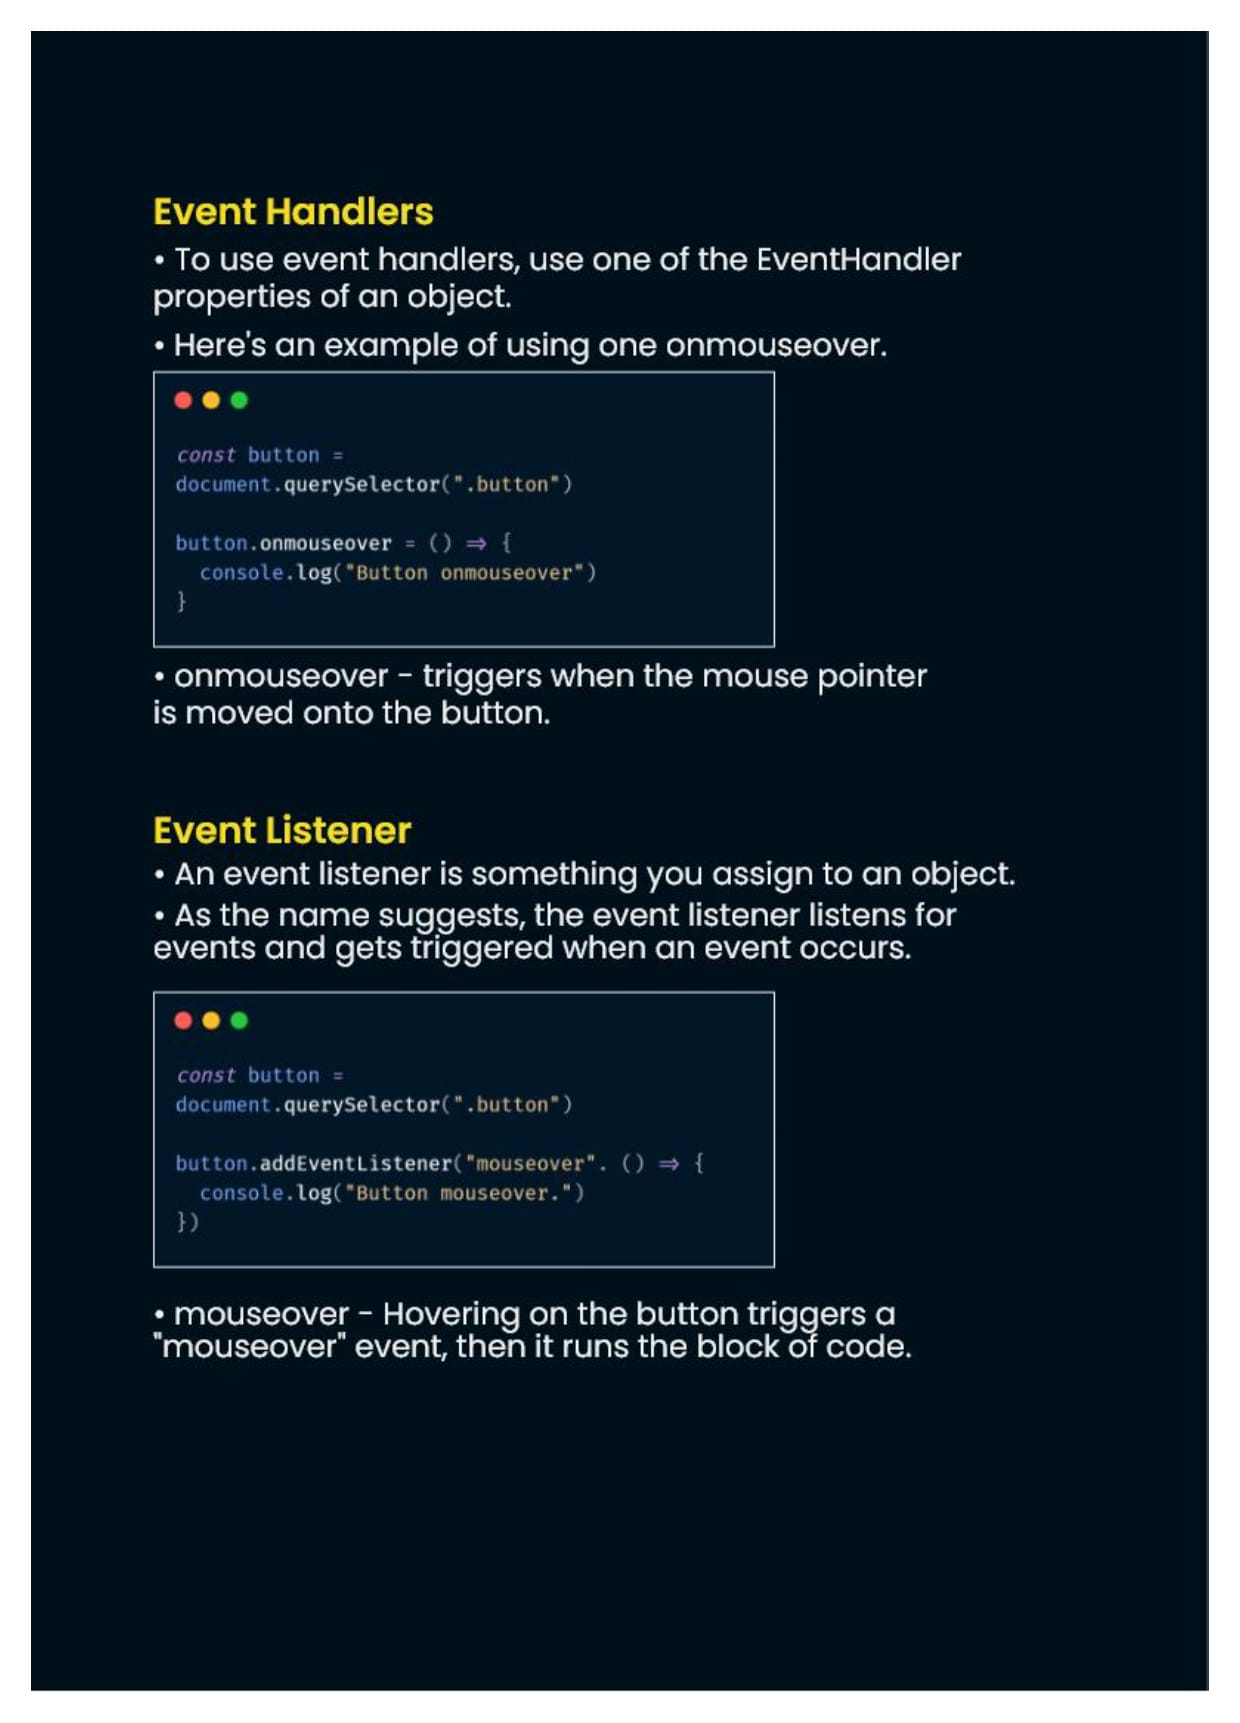 Event Handlers
• To use event handlers, use one of the EventHandler
properties of an object.
• Here's an example of using one onmouseover.
const button =
document.querySelector(".button")
button.onmouseover = () ⇒ {
  console.log("Button onmouseover")
}
• onmouseover - triggers when the mouse pointer
is moved onto the button.
Event Listener
• An event listener is something you assign to an object.
• As the name suggests, the event listener listens for
events and gets triggered when an event occurs.
const button =
document.querySelector(".button")
button.addEventListener("mouseover". () ⇒ {
  console.log("Button mouseover.")
})
• mouseover - Hovering on the button triggers a
"mouseover" event, then it runs the block of code.